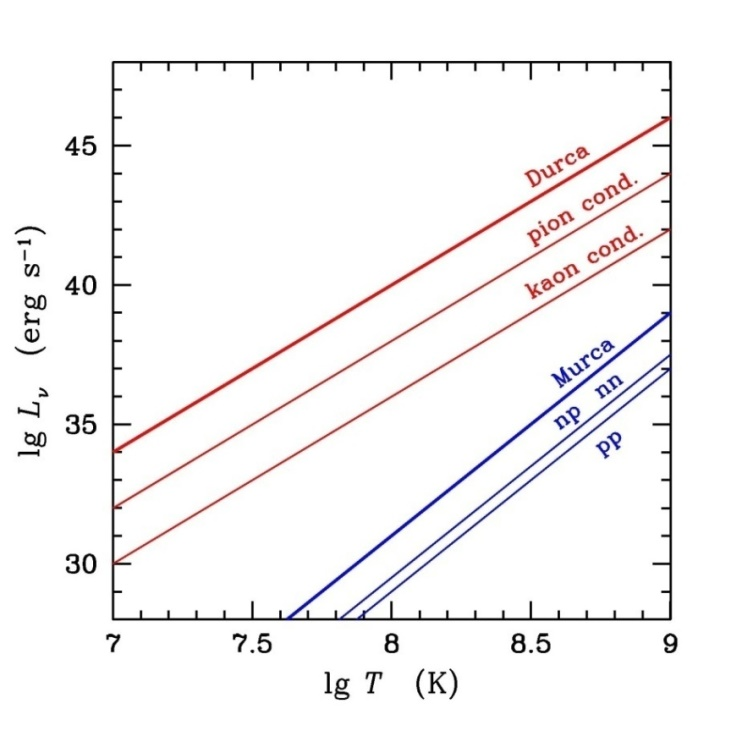 45
40
35
30
lg L_ν (erg s⁻¹)
Durca
pion cond.
kaon cond.
Murca
np nn
pp
7 7.5 8 8.5 9
lg T (K)